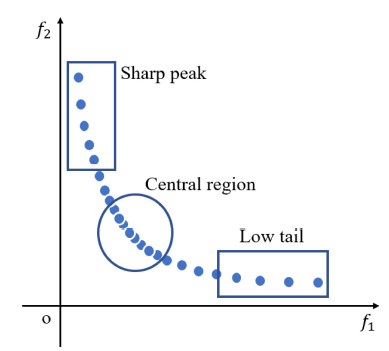 f₂
Sharp peak
Central region
Low tail
o
f₁